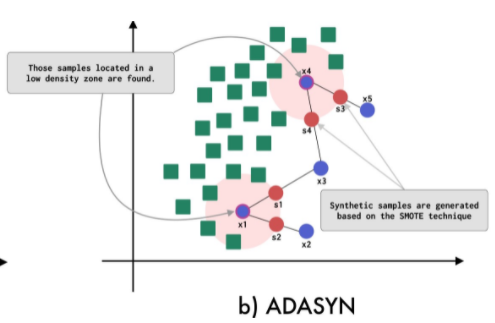 Those samples located in a
low density zone are found.
x4
s3
x5
s4
x3
s1
x1
s2
x2
Synthetic samples are generated
based on the SMOTE technique
b) ADASYN